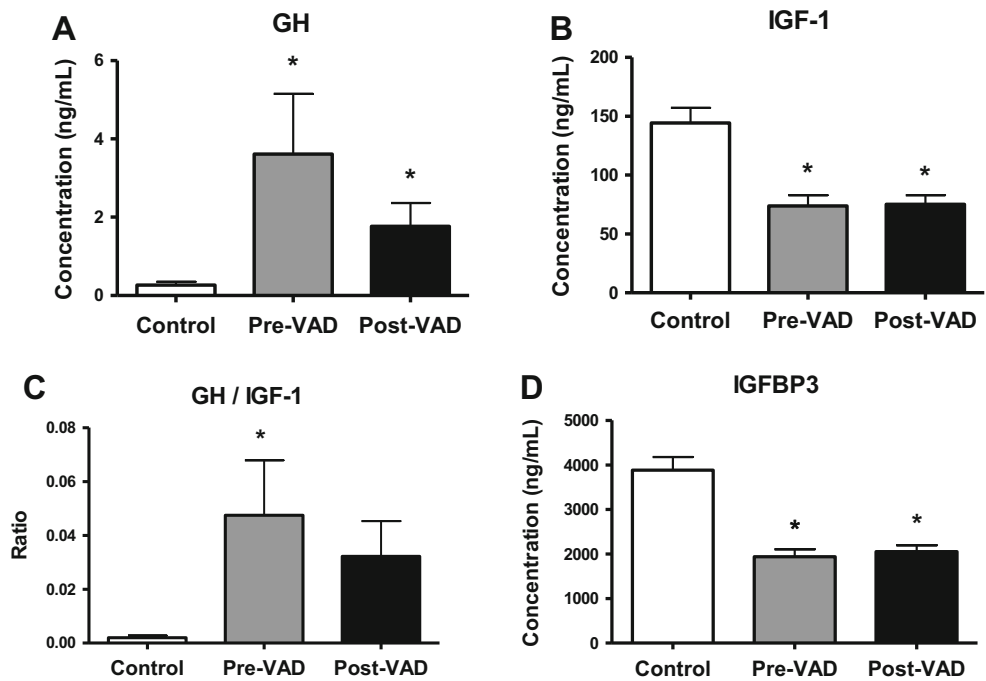 A
GH
Concentration (ng/mL)
6
4
2
0
*
*
Control Pre-VAD Post-VAD
B
IGF-1
Concentration (ng/mL)
200
150
100
50
0
*
*
Control Pre-VAD Post-VAD
C
GH / IGF-1
Ratio
0.08
0.06
0.04
0.02
0.00
*
Control Pre-VAD Post-VAD
D
IGFBP3
Concentration (ng/mL)
5000
4000
3000
2000
1000
0
*
*
Control Pre-VAD Post-VAD